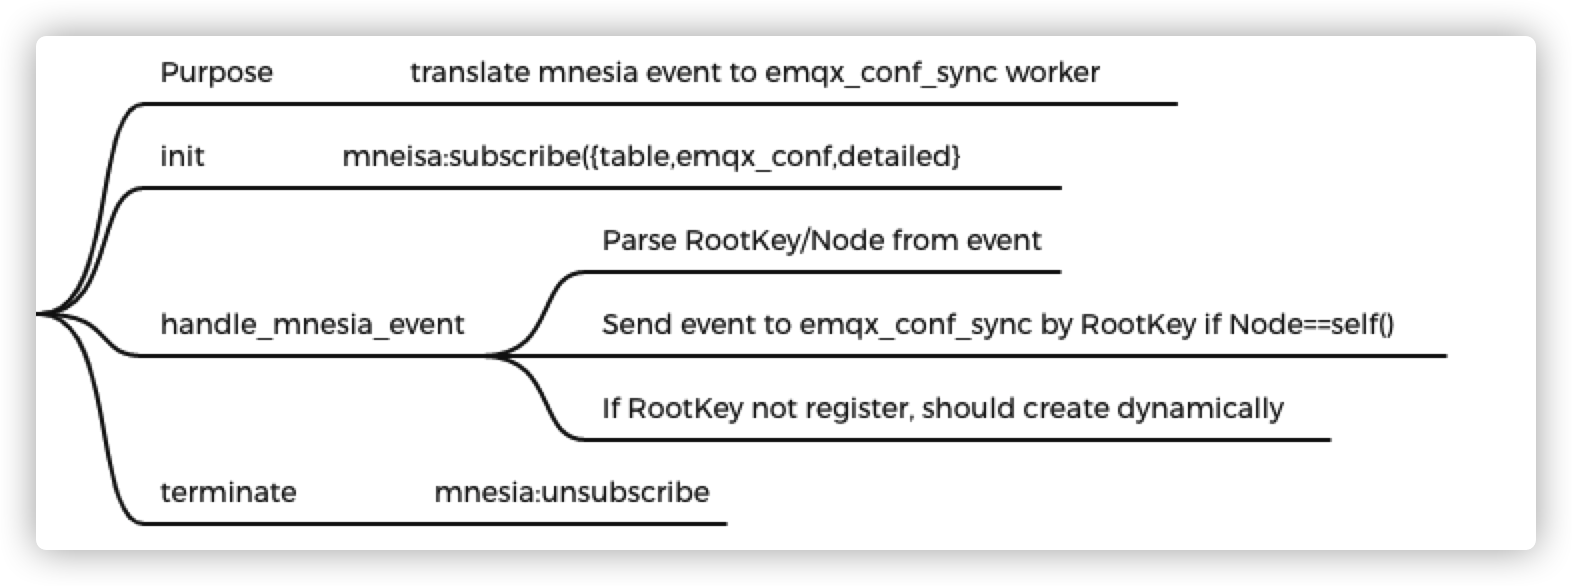 Purpose translate mnesia event to emqx_conf_sync worker
init mneisa:subscribe({table,emqx_conf,detailed}
Parse RootKey/Node from event
handle_mnesia_event Send event to emqx_conf_sync by RootKey if Node==self()
If RootKey not register, should create dynamically
terminate mnesia:unsubscribe